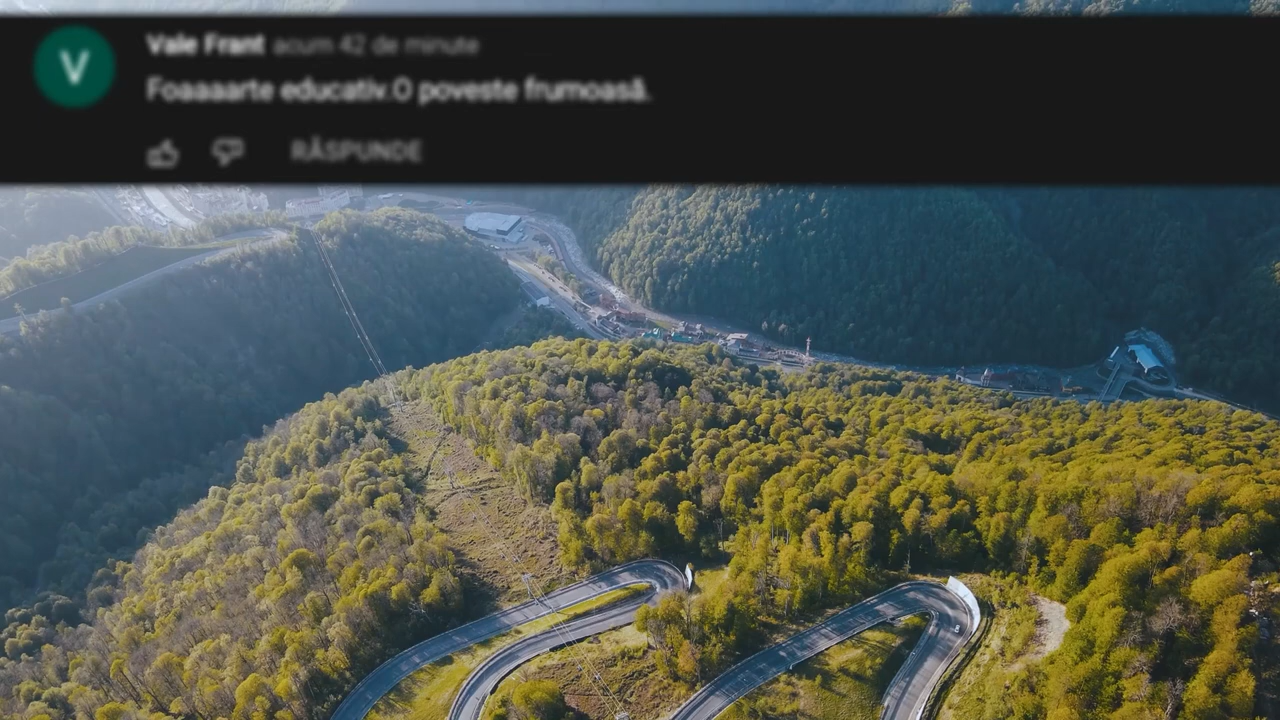 V
Vale Frant acum 42 de minute
Foaaaarte educativ.O poveste frumoasă.
RĂSPUNDE